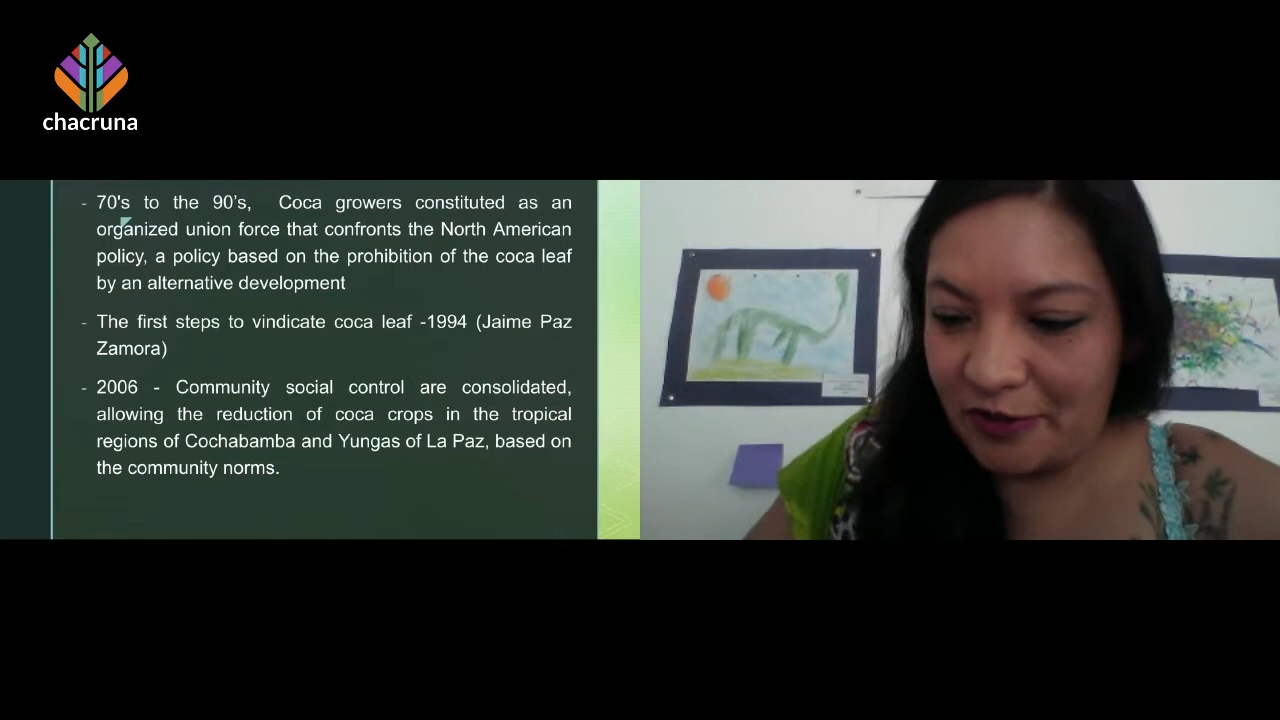 chacruna
- 70's to the 90's, Coca growers constituted as an
organized union force that confronts the North American
policy, a policy based on the prohibition of the coca leaf
by an alternative development
- The first steps to vindicate coca leaf -1994 (Jaime Paz
Zamora)
- 2006 - Community social control are consolidated,
allowing the reduction of coca crops in the tropical
regions of Cochabamba and Yungas of La Paz, based on
the community norms.